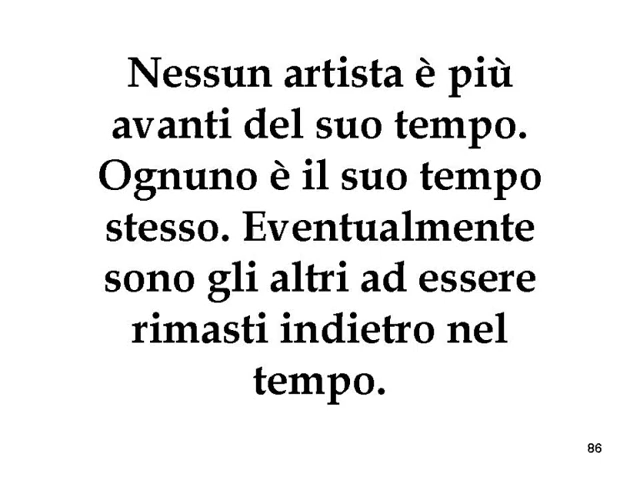 Nessun artista è più
avanti del suo tempo.
Ognuno è il suo tempo
stesso. Eventualmente
sono gli altri ad essere
rimasti indietro nel
tempo.
86